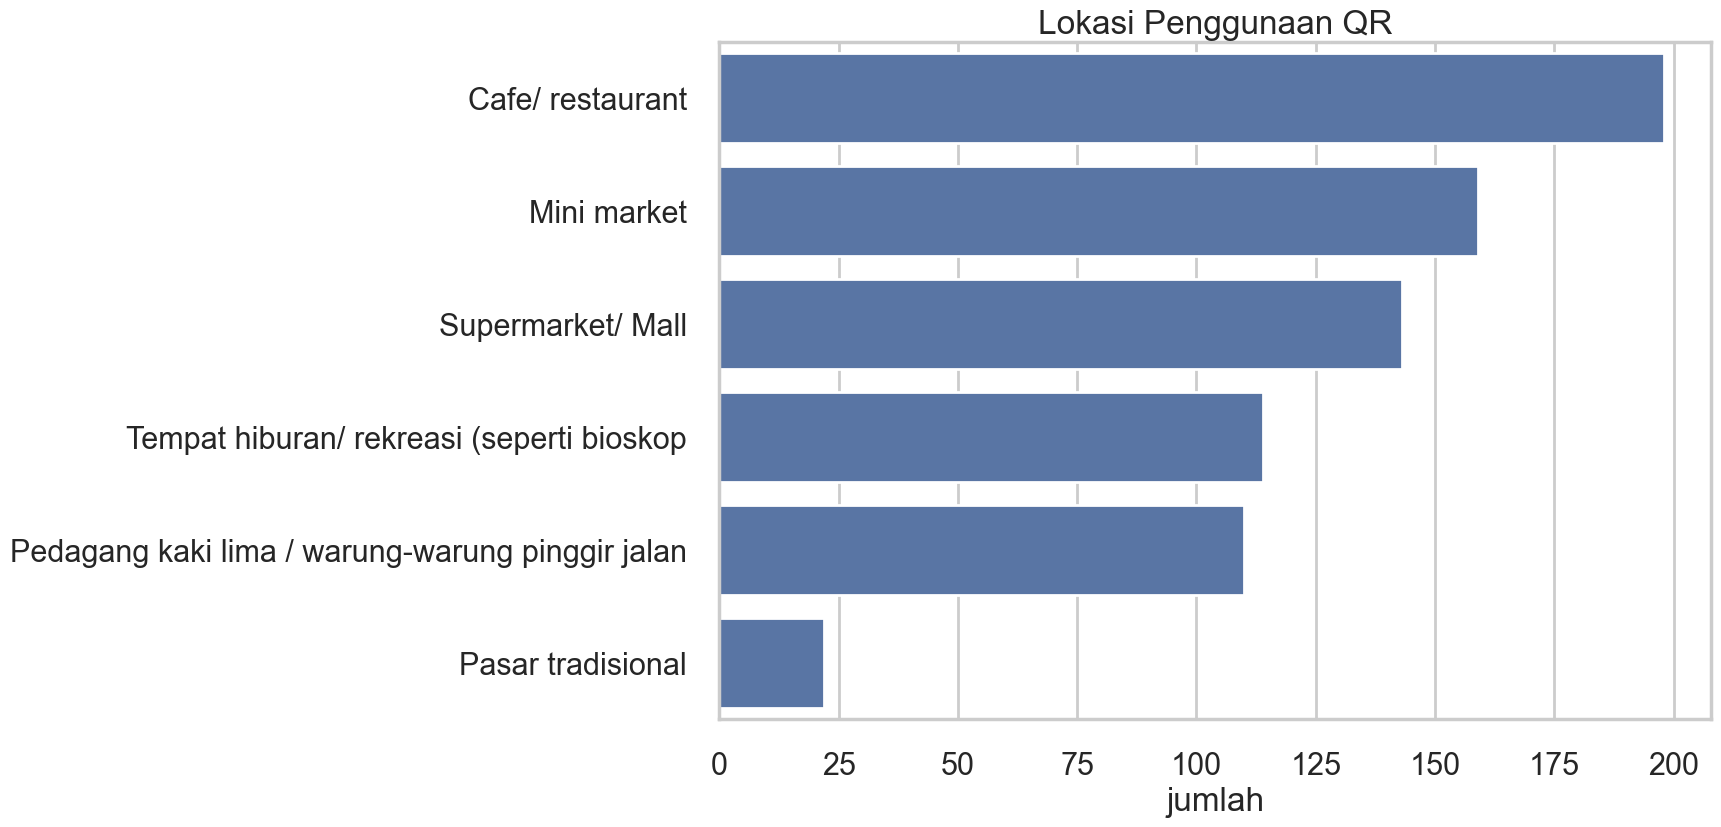 Lokasi Penggunaan QR
Cafe/ restaurant
Mini market
Supermarket/ Mall
Tempat hiburan/ rekreasi (seperti bioskop
Pedagang kaki lima / warung-warung pinggir jalan
Pasar tradisional
0 25 50 75 100 125 150 175 200
jumlah